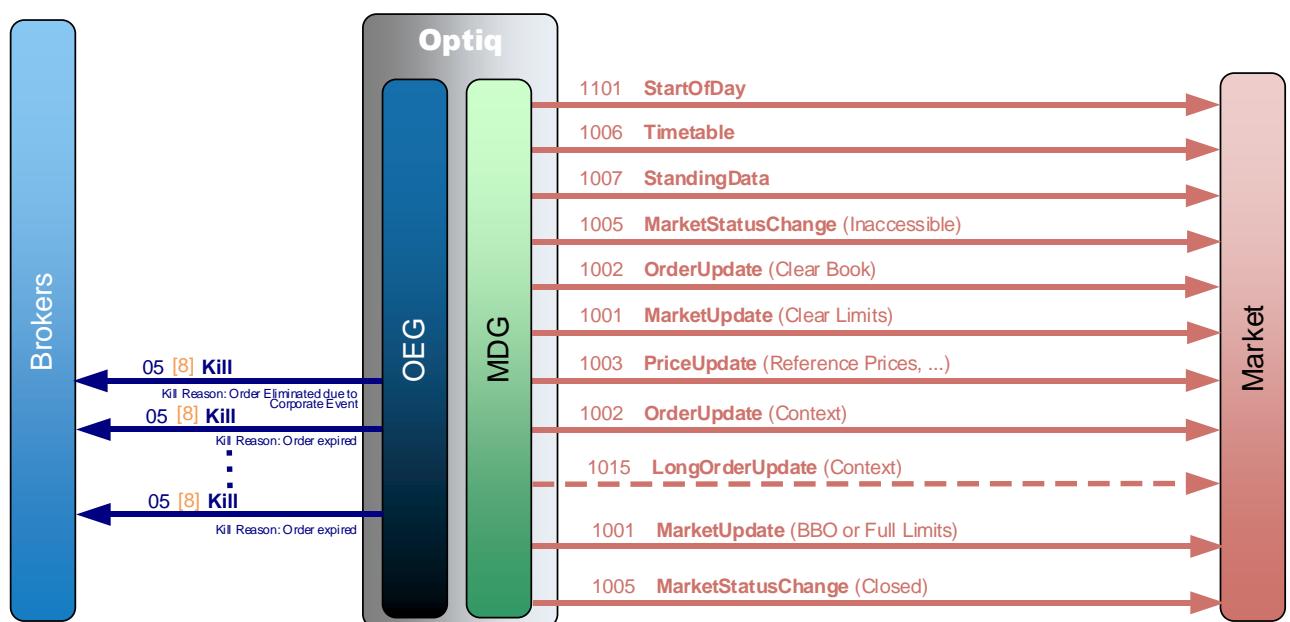 Optiq
Brokers
OEG
MDG
Market
1101 StartOfDay
1006 Timetable
1007 StandingData
1005 MarketStatusChange (Inaccessible)
1002 OrderUpdate (Clear Book)
1001 MarketUpdate (Clear Limits)
1003 PriceUpdate (Reference Prices, ...)
1002 OrderUpdate (Context)
1015 LongOrderUpdate (Context)
1001 MarketUpdate (BBO or Full Limits)
1005 MarketStatusChange (Closed)
05 [8] Kill
Kill Reason: Order Eliminated due to
Corporate Event
05 [8] Kill
Kill Reason: Order expired
05 [8] Kill
Kill Reason: Order expired